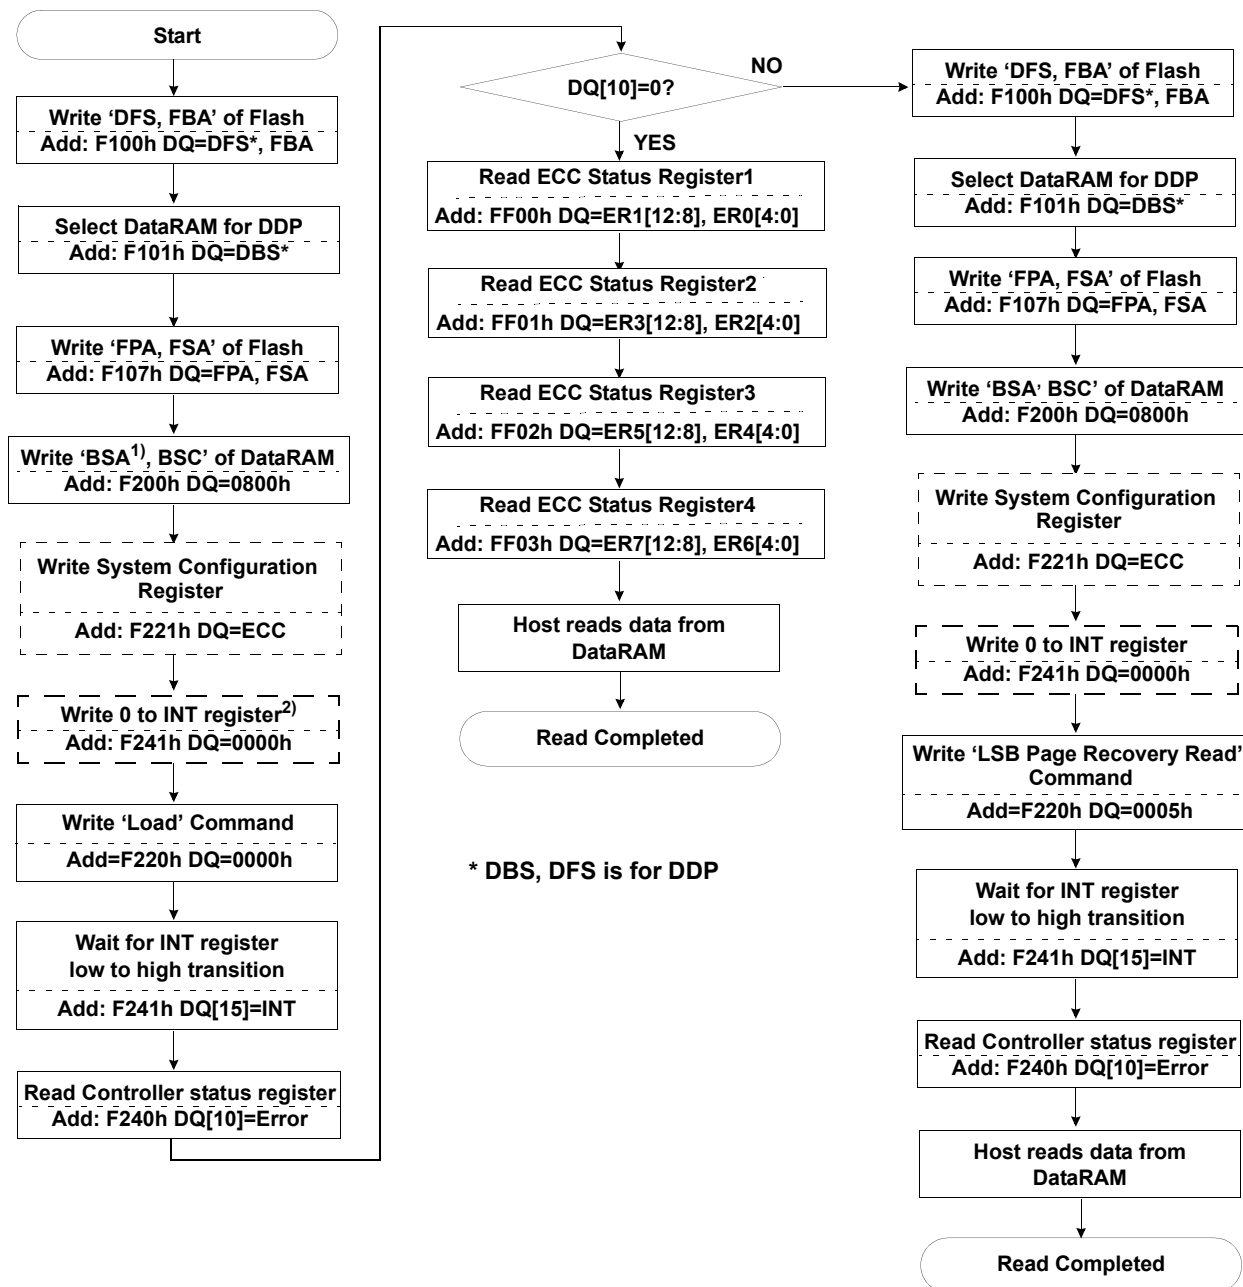 Start
Write ‘DFS, FBA’ of Flash
Add: F100h DQ=DFS*, FBA
Select DataRAM for DDP
Add: F101h DQ=DBS*
Write ‘FPA, FSA’ of Flash
Add: F107h DQ=FPA, FSA
Write ‘BSA1), BSC’ of DataRAM
Add: F200h DQ=0800h
Write System Configuration
Register
Add: F221h DQ=ECC
Write 0 to INT register2)
Add: F241h DQ=0000h
Write ‘Load’ Command
Add=F220h DQ=0000h
Wait for INT register
low to high transition
Add: F241h DQ[15]=INT
Read Controller status register
Add: F240h DQ[10]=Error
DQ[10]=0?
NO
YES
Read ECC Status Register1
Add: FF00h DQ=ER1[12:8], ER0[4:0]
Read ECC Status Register2
Add: FF01h DQ=ER3[12:8], ER2[4:0]
Read ECC Status Register3
Add: FF02h DQ=ER5[12:8], ER4[4:0]
Read ECC Status Register4
Add: FF03h DQ=ER7[12:8], ER6[4:0]
Host reads data from
DataRAM
Read Completed
* DBS, DFS is for DDP
Write ‘DFS, FBA’ of Flash
Add: F100h DQ=DFS*, FBA
Select DataRAM for DDP
Add: F101h DQ=DBS*
Write ‘FPA, FSA’ of Flash
Add: F107h DQ=FPA, FSA
Write ‘BSA, BSC’ of DataRAM
Add: F200h DQ=0800h
Write System Configuration
Register
Add: F221h DQ=ECC
Write 0 to INT register
Add: F241h DQ=0000h
Write ‘LSB Page Recovery Read’
Command
Add=F220h DQ=0005h
Wait for INT register
low to high transition
Add: F241h DQ[15]=INT
Read Controller status register
Add: F240h DQ[10]=Error
Host reads data from
DataRAM
Read Completed